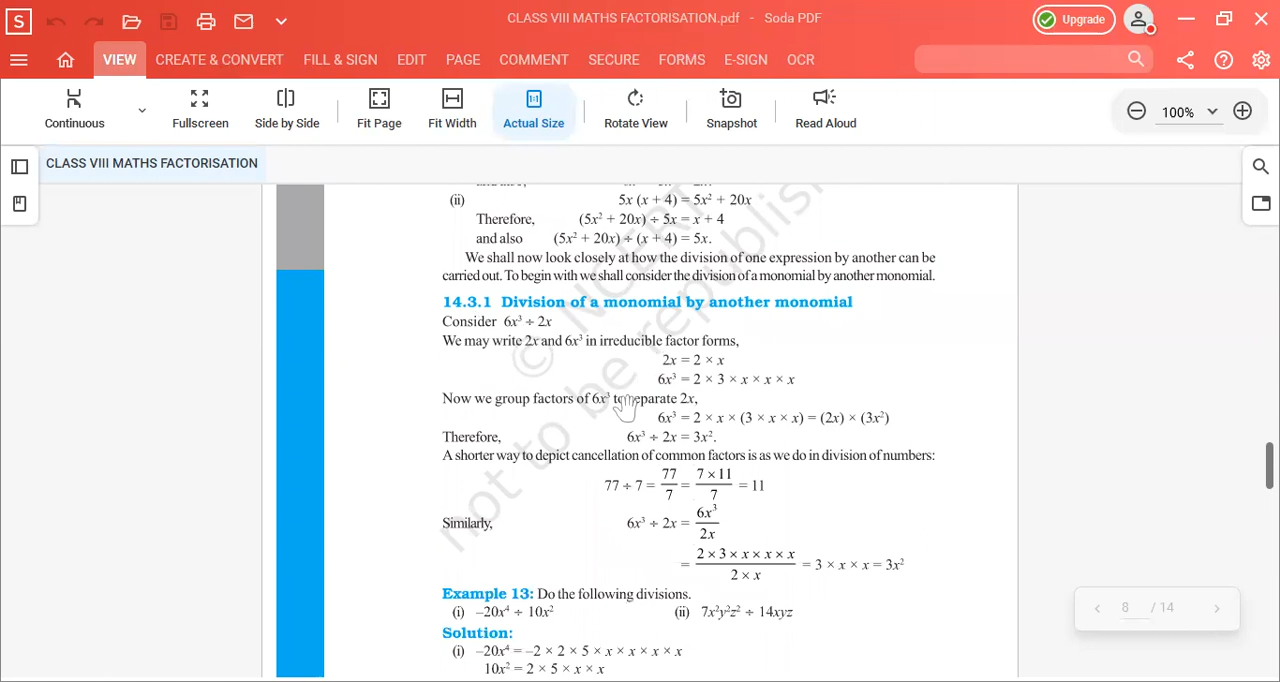 S
CLASS VIII MATHS FACTORISATION.pdf - Soda PDF
Upgrade
VIEW CREATE & CONVERT FILL & SIGN EDIT PAGE COMMENT SECURE FORMS E-SIGN OCR
Continuous Fullscreen Side by Side Fit Page Fit Width Actual Size Rotate View Snapshot Read Aloud 100%
CLASS VIII MATHS FACTORISATION
(ii) 5x (x + 4) = 5x² + 20x
Therefore, (5x² + 20x) ÷ 5x = x + 4
and also (5x² + 20x) ÷ (x + 4) = 5x.
We shall now look closely at how the division of one expression by another can be
carried out. To begin with we shall consider the division of a monomial by another monomial.
14.3.1 Division of a monomial by another monomial
Consider 6x³ ÷ 2x
We may write 2x and 6x³ in irreducible factor forms,
2x = 2 × x
6x³ = 2 × 3 × x × x × x
Now we group factors of 6x³ to separate 2x,
6x³ = 2 × x × (3 × x × x) = (2x) × (3x²)
Therefore, 6x³ ÷ 2x = 3x².
A shorter way to depict cancellation of common factors is as we do in division of numbers:
77 ÷ 7 = 77/7 = 7 × 11/7 = 11
Similarly, 6x³ ÷ 2x = 6x³/2x
= 2 × 3 × x × x × x/2 × x = 3 × x × x = 3x²
Example 13: Do the following divisions.
(i) –20x⁴ ÷ 10x² (ii) 7x²y²z² ÷ 14xyz
Solution:
(i) –20x⁴ = –2 × 2 × 5 × x × x × x × x
10x² = 2 × 5 × x × x
© NCERT
not to be republis
8 / 14